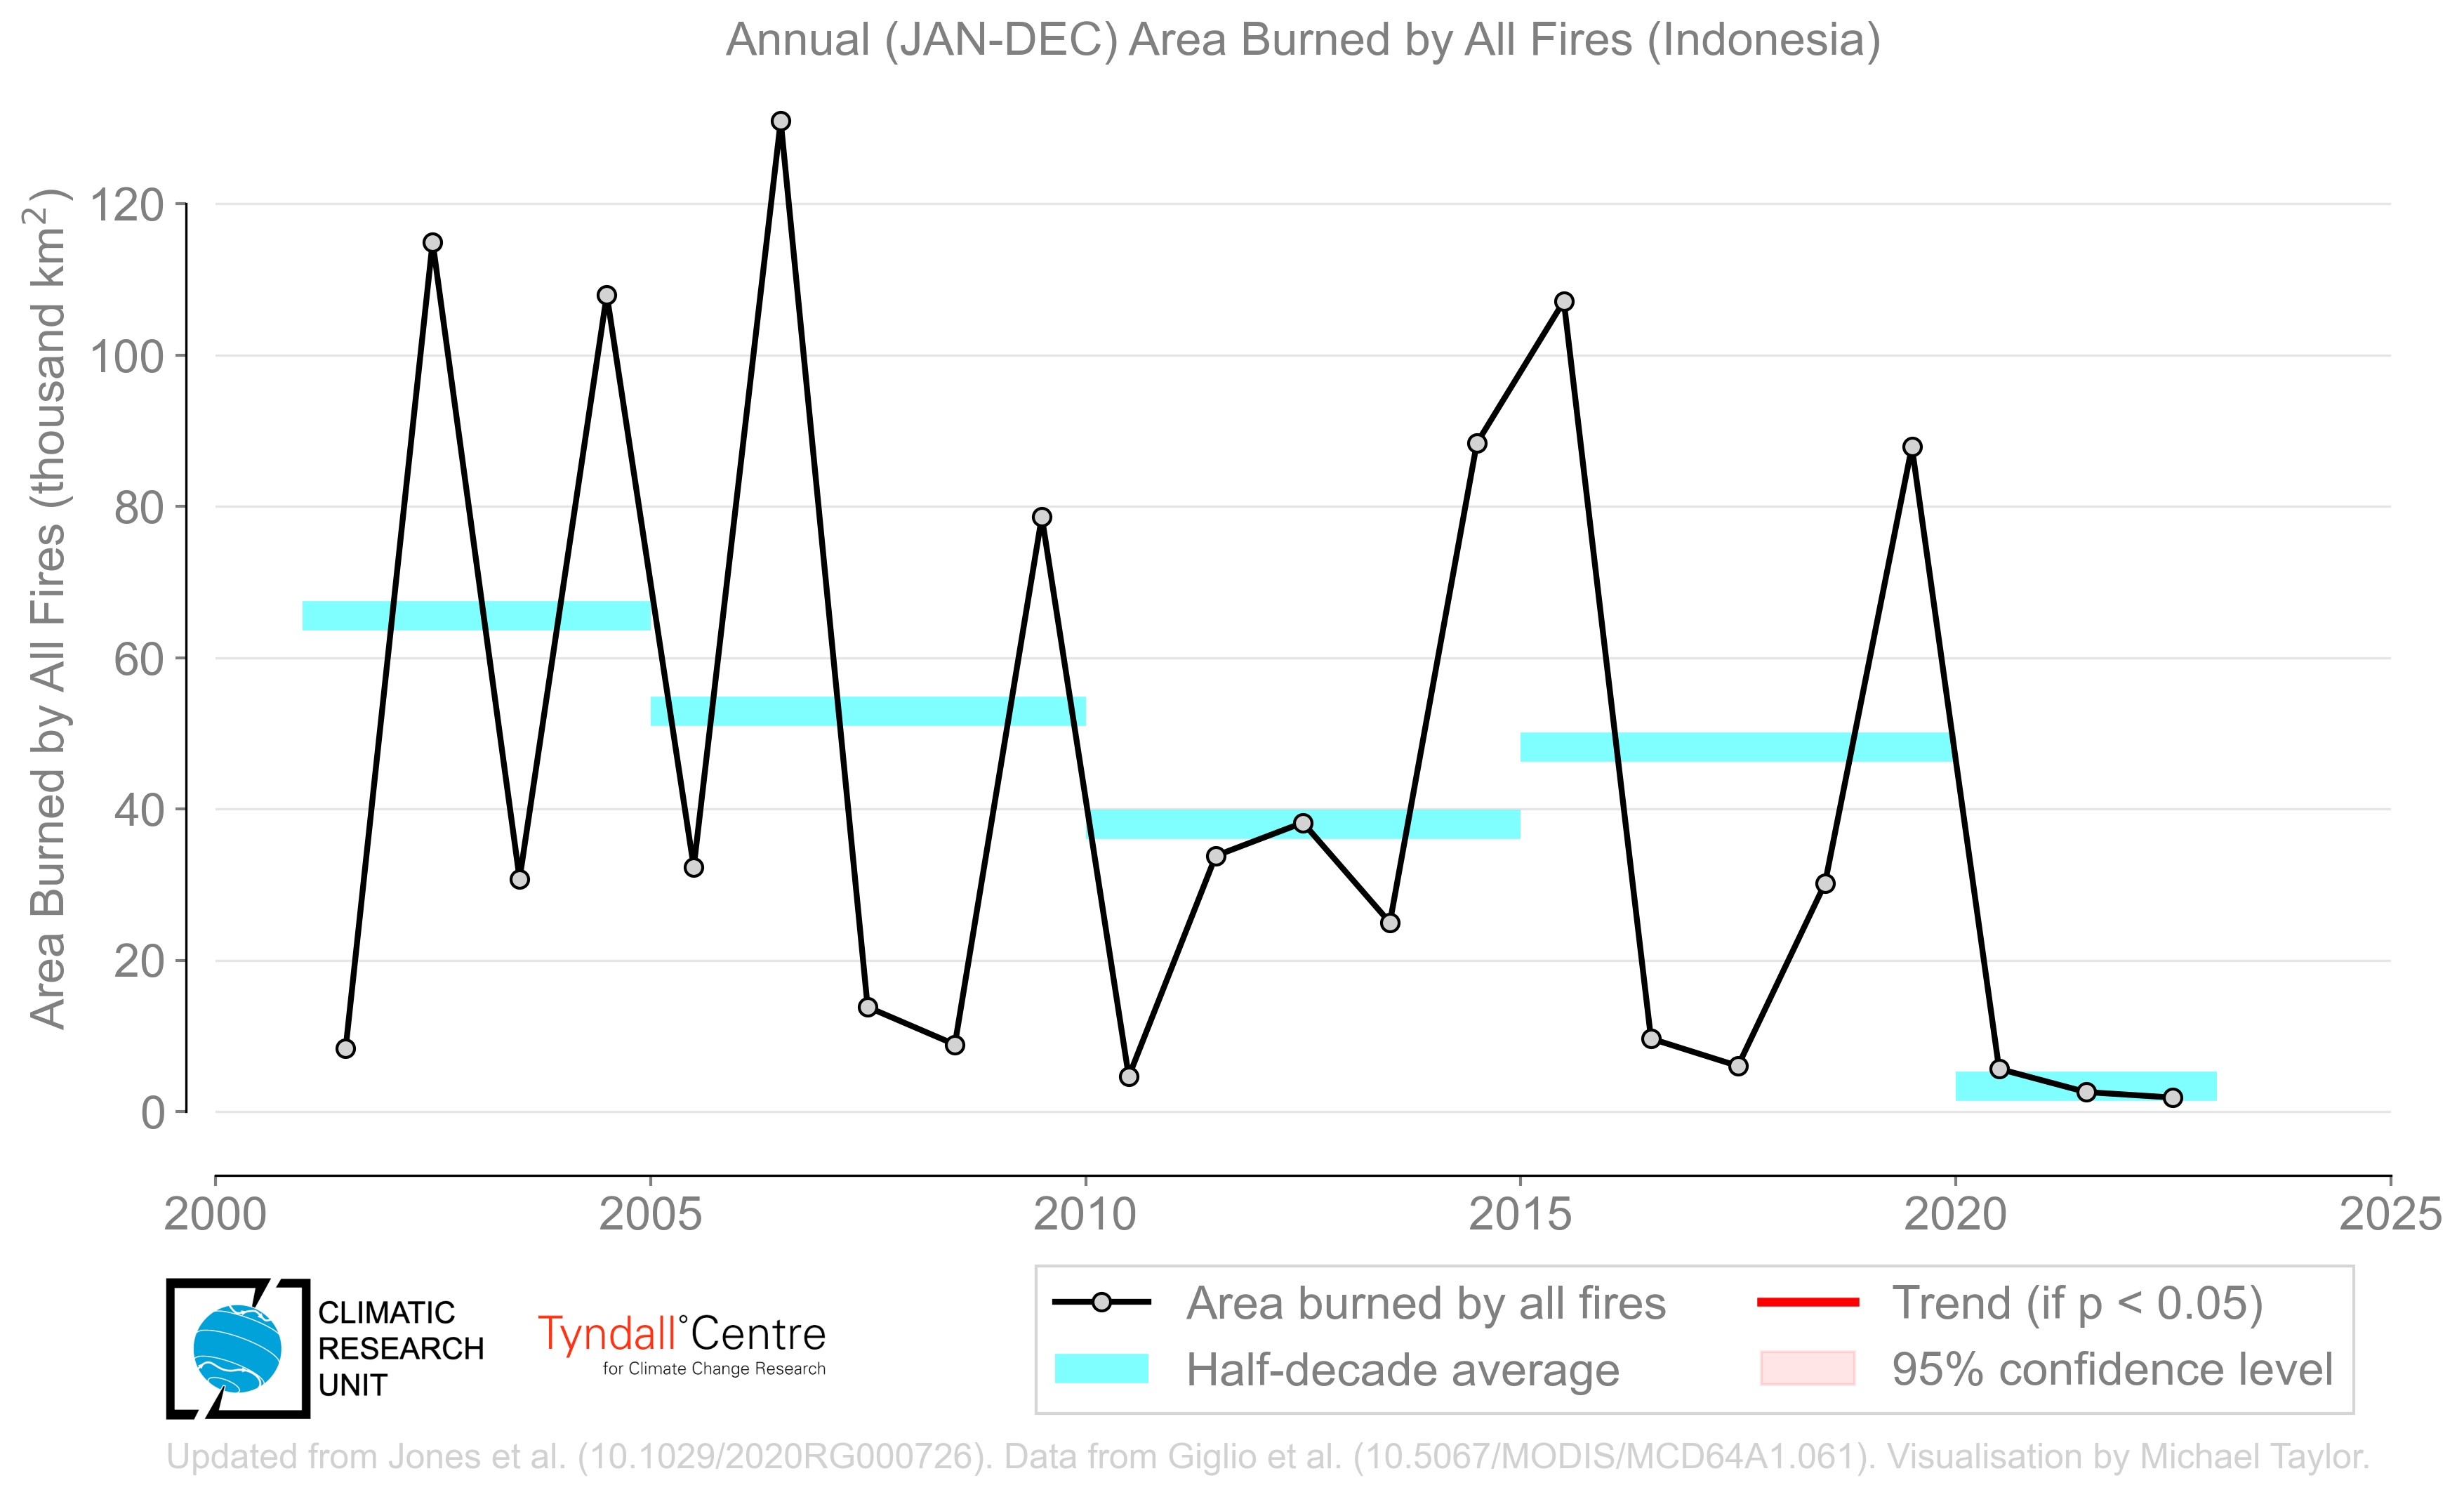 Annual (JAN-DEC) Area Burned by All Fires (Indonesia)
Area Burned by All Fires (thousand km²)
120
100
80
60
40
20
0
2000
2005
2010
2015
2020
2025
Area burned by all fires
Half-decade average
Trend (if p < 0.05)
95% confidence level
CLIMATIC
RESEARCH
UNIT
Tyndall°Centre
for Climate Change Research
Updated from Jones et al. (10.1029/2020RG000726). Data from Giglio et al. (10.5067/MODIS/MCD64A1.061). Visualisation by Michael Taylor.